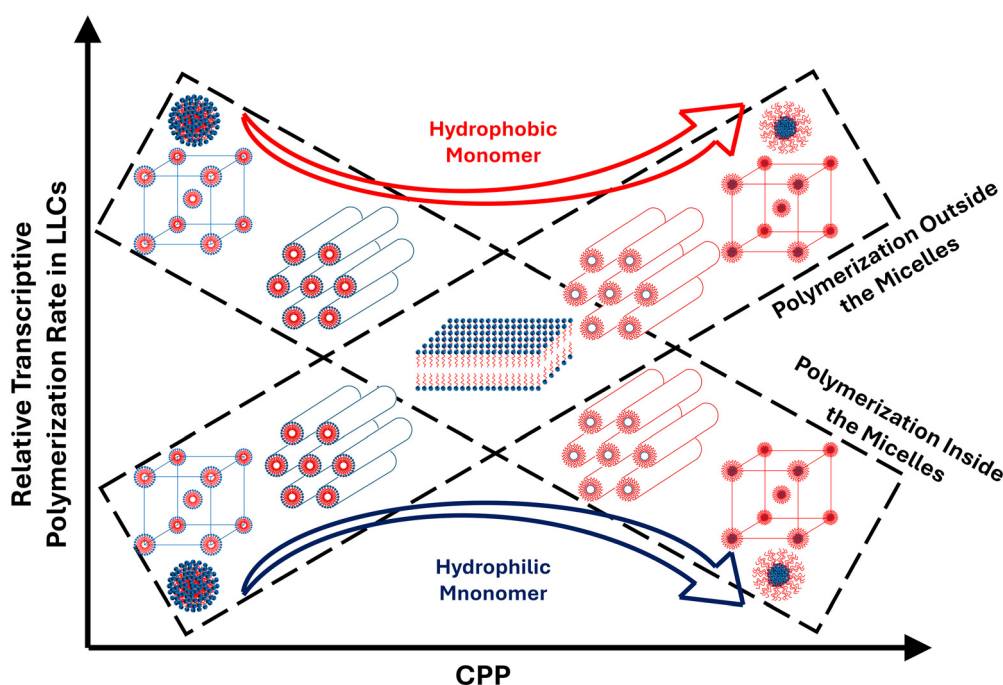 Relative Transcriptive
Polymerization Rate in LLCs
Hydrophobic
Monomer
Polymerization Outside
the Micelles
Polymerization Inside
the Micelles
Hydrophilic
Mnonomer
CPP